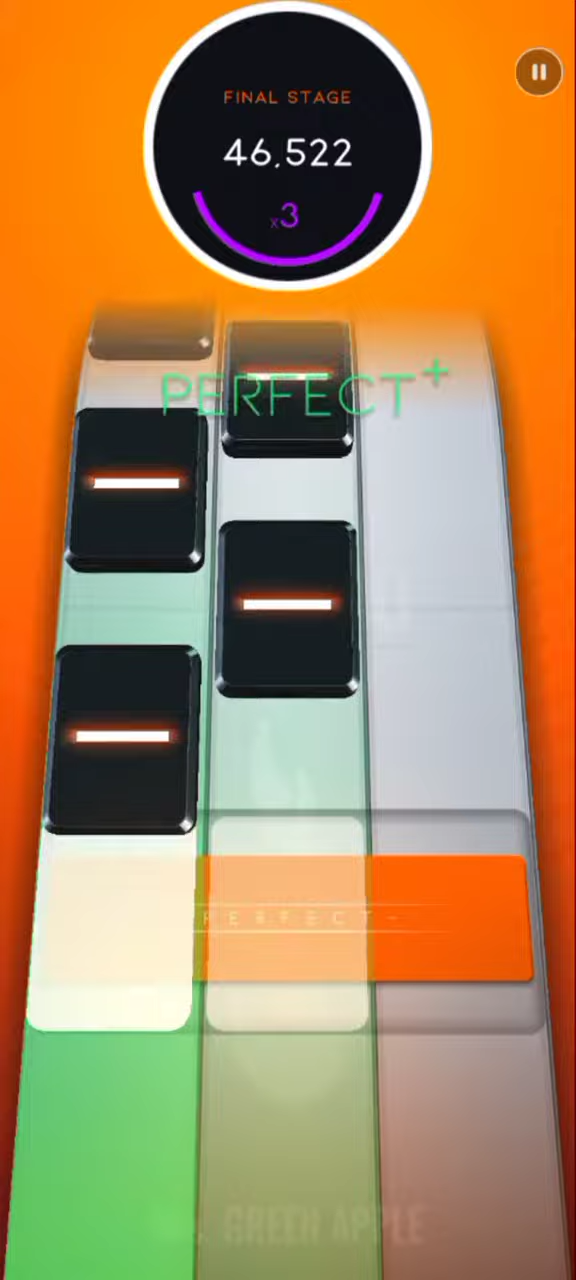 FINAL STAGE
46,522
x3
PERFECT+
PERFECT
GREEN APPLE